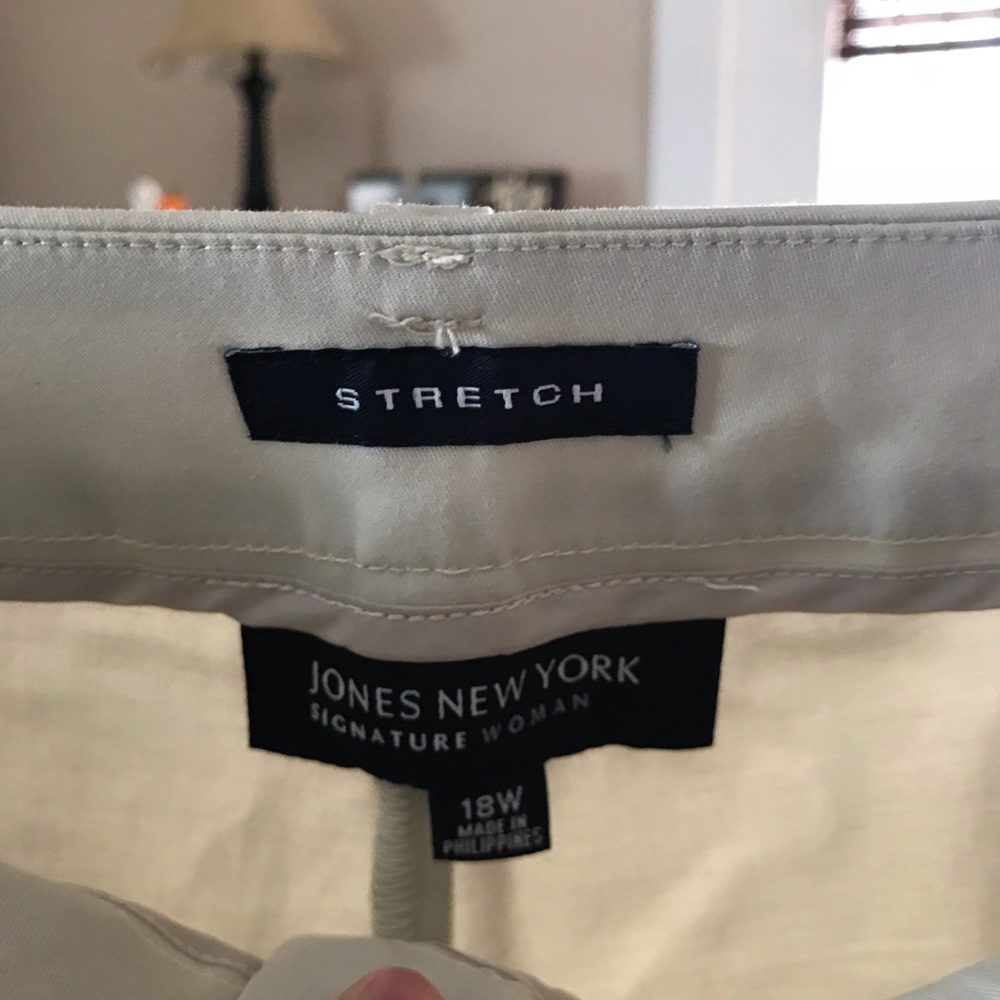 STRETCH
JONES NEW YORK
SIGNATURE WOMAN
18W
MADE IN
PHILIPPINES